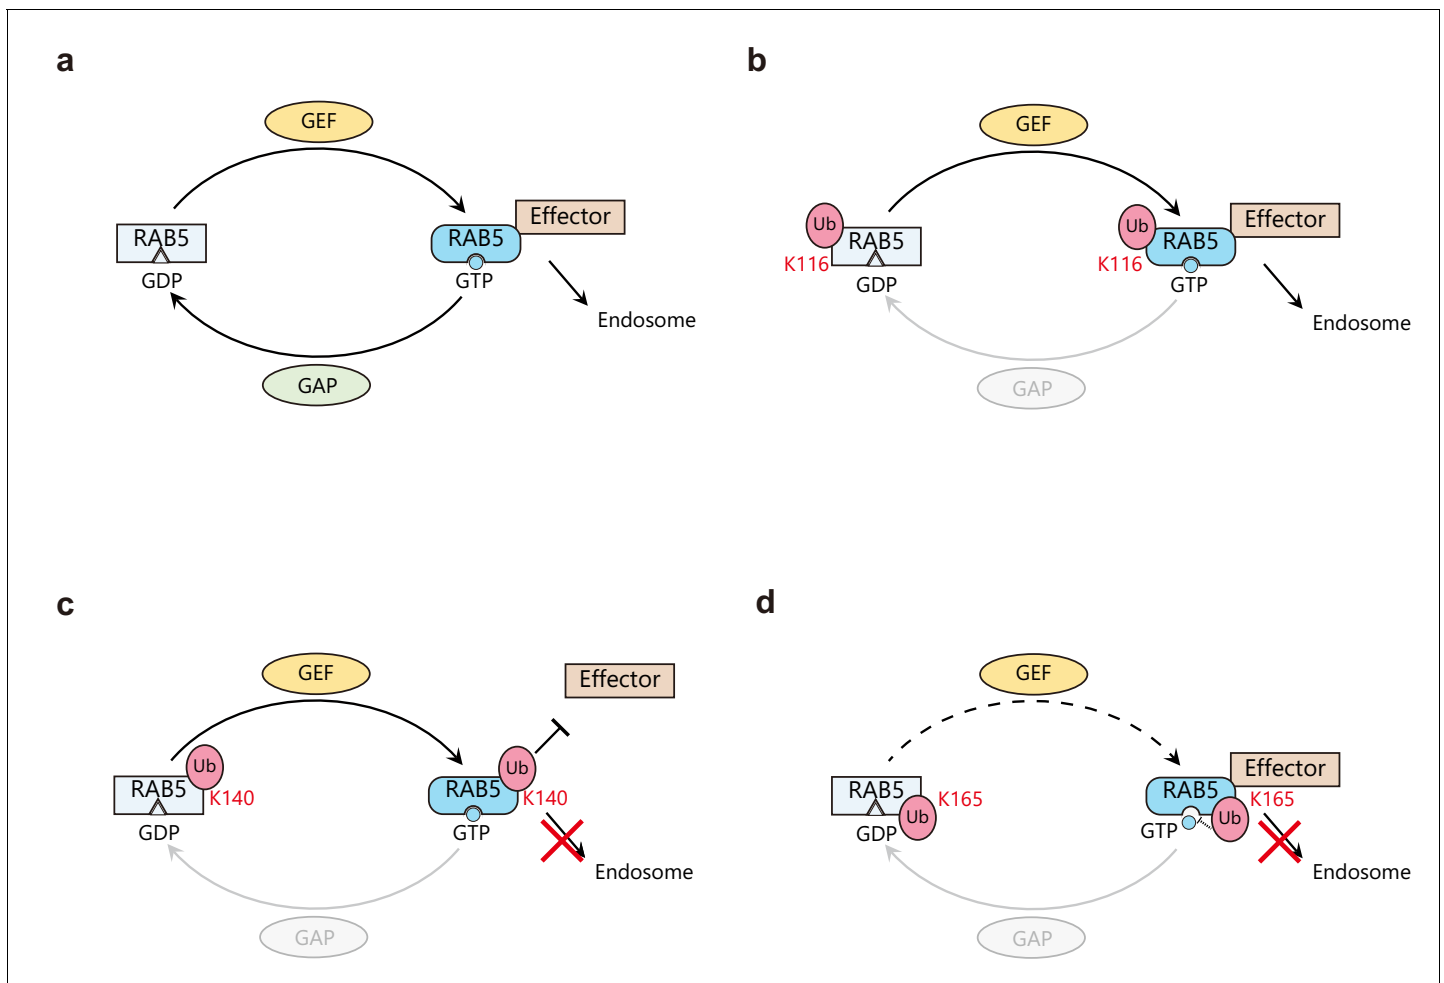 a
GEF
RAB5
GDP
RAB5
GTP
Effector
Endosome
GAP
b
GEF
Ub
RAB5
K116
GDP
Ub
RAB5
K116
GTP
Effector
Endosome
GAP
c
GEF
Effector
Ub
RAB5
K140
GDP
Ub
RAB5
K140
GTP
Endosome
GAP
d
GEF
RAB5
K165
Ub
GDP
Effector
RAB5
K165
Ub
GTP
Endosome
GAP